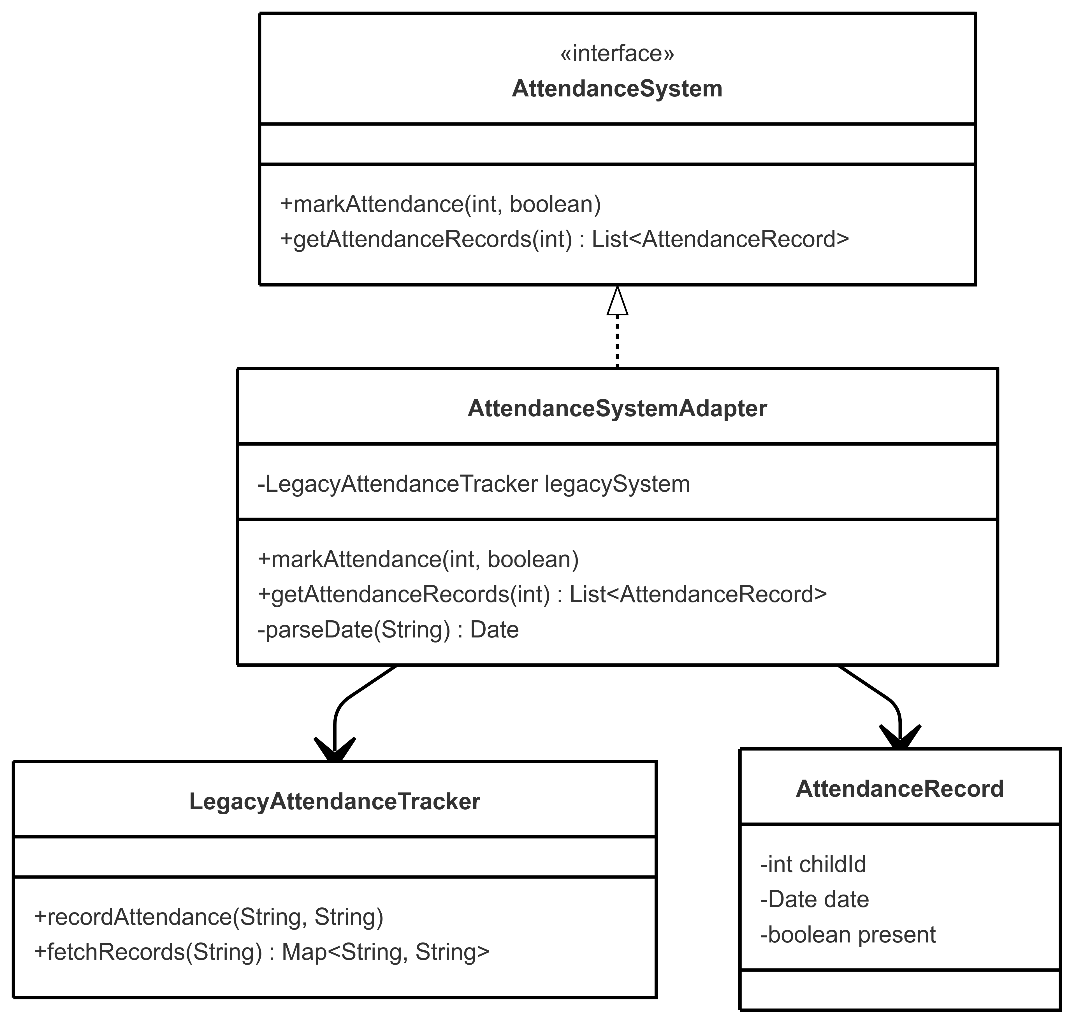 «interface»
AttendanceSystem
+markAttendance(int, boolean)
+getAttendanceRecords(int) : List<AttendanceRecord>
AttendanceSystemAdapter
-LegacyAttendanceTracker legacySystem
+markAttendance(int, boolean)
+getAttendanceRecords(int) : List<AttendanceRecord>
-parseDate(String) : Date
LegacyAttendanceTracker
+recordAttendance(String, String)
+fetchRecords(String) : Map<String, String>
AttendanceRecord
-int childId
-Date date
-boolean present